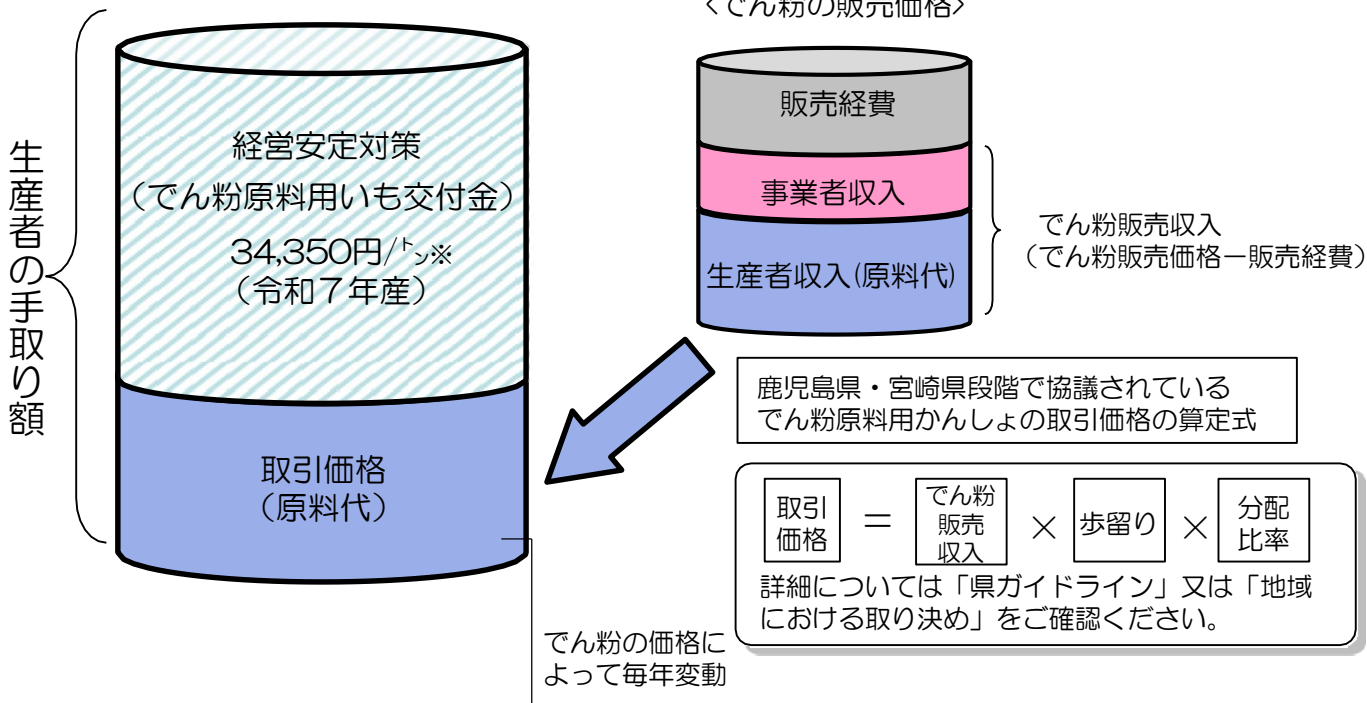 <でん粉の販売価格>
生産者の手取り額
経営安定対策
（でん粉原料用いも交付金）
34,350円/㌧※
（令和７年産）
取引価格
（原料代）
販売経費
事業者収入
生産者収入(原料代)
でん粉販売収入
（でん粉販売価格－販売経費）
鹿児島県・宮崎県段階で協議されている
でん粉原料用かんしょの取引価格の算定式
取引
価格
＝
でん粉
販売
収入
×
歩留り
×
分配
比率
詳細については「県ガイドライン」又は「地域
における取り決め」をご確認ください。
でん粉の価格に
よって毎年変動